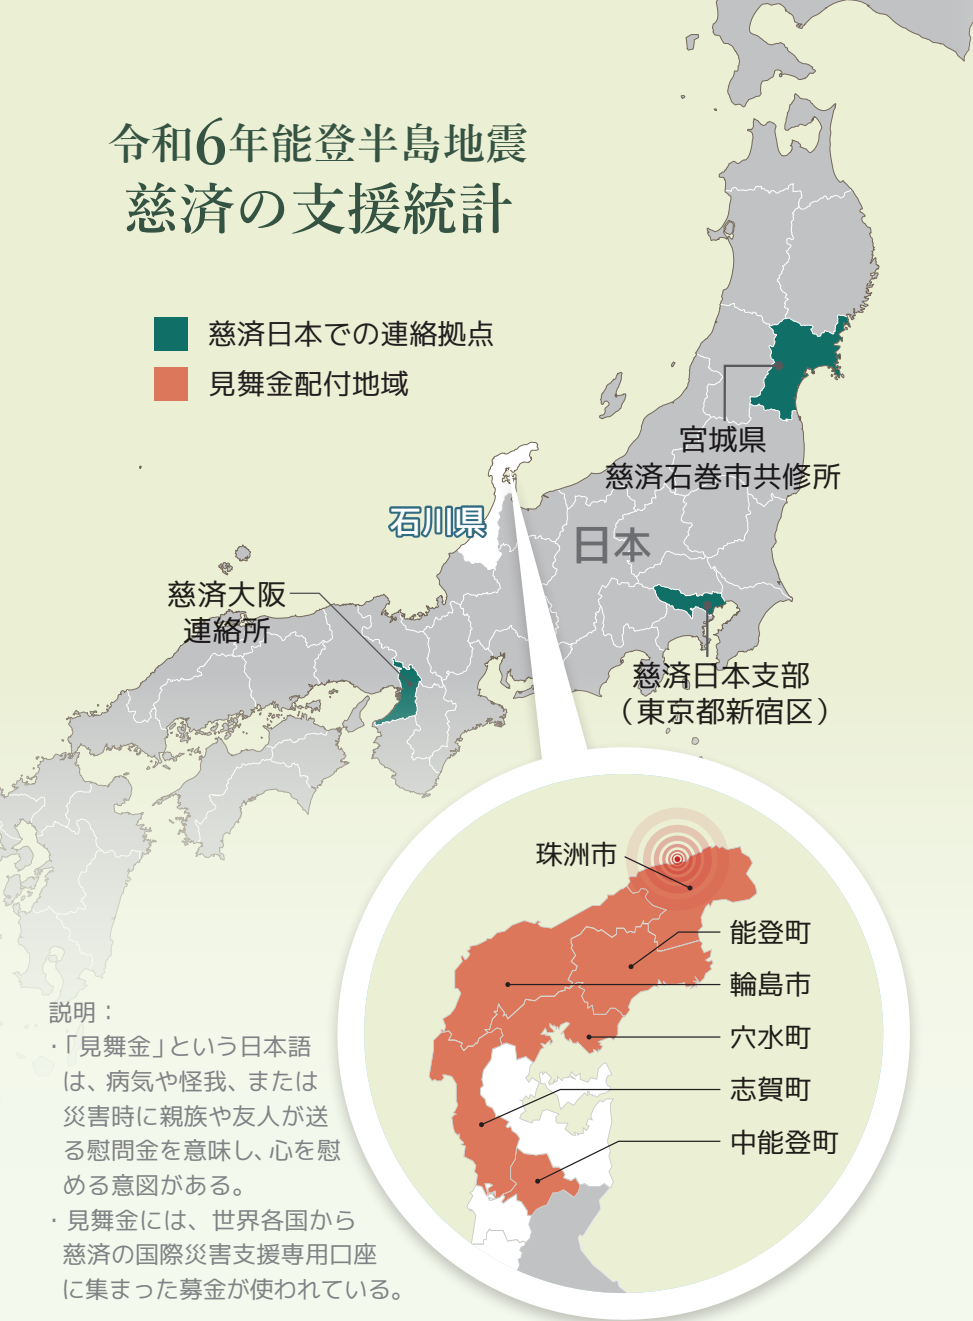 令和6年能登半島地震
慈済の支援統計
慈済日本での連絡拠点
見舞金配付地域
宮城県
慈済石巻市共修所
石川県
日本
慈済大阪
連絡所
慈済日本支部
（東京都新宿区）
珠洲市
能登町
輪島市
穴水町
志賀町
中能登町
説明：
·「見舞金」という日本語
は、病気や怪我、または
災害時に親族や友人が送
る慰問金を意味し、心を慰
める意図がある。
· 見舞金には、世界各国から
慈済の国際災害支援専用口座
に集まった募金が使われている。